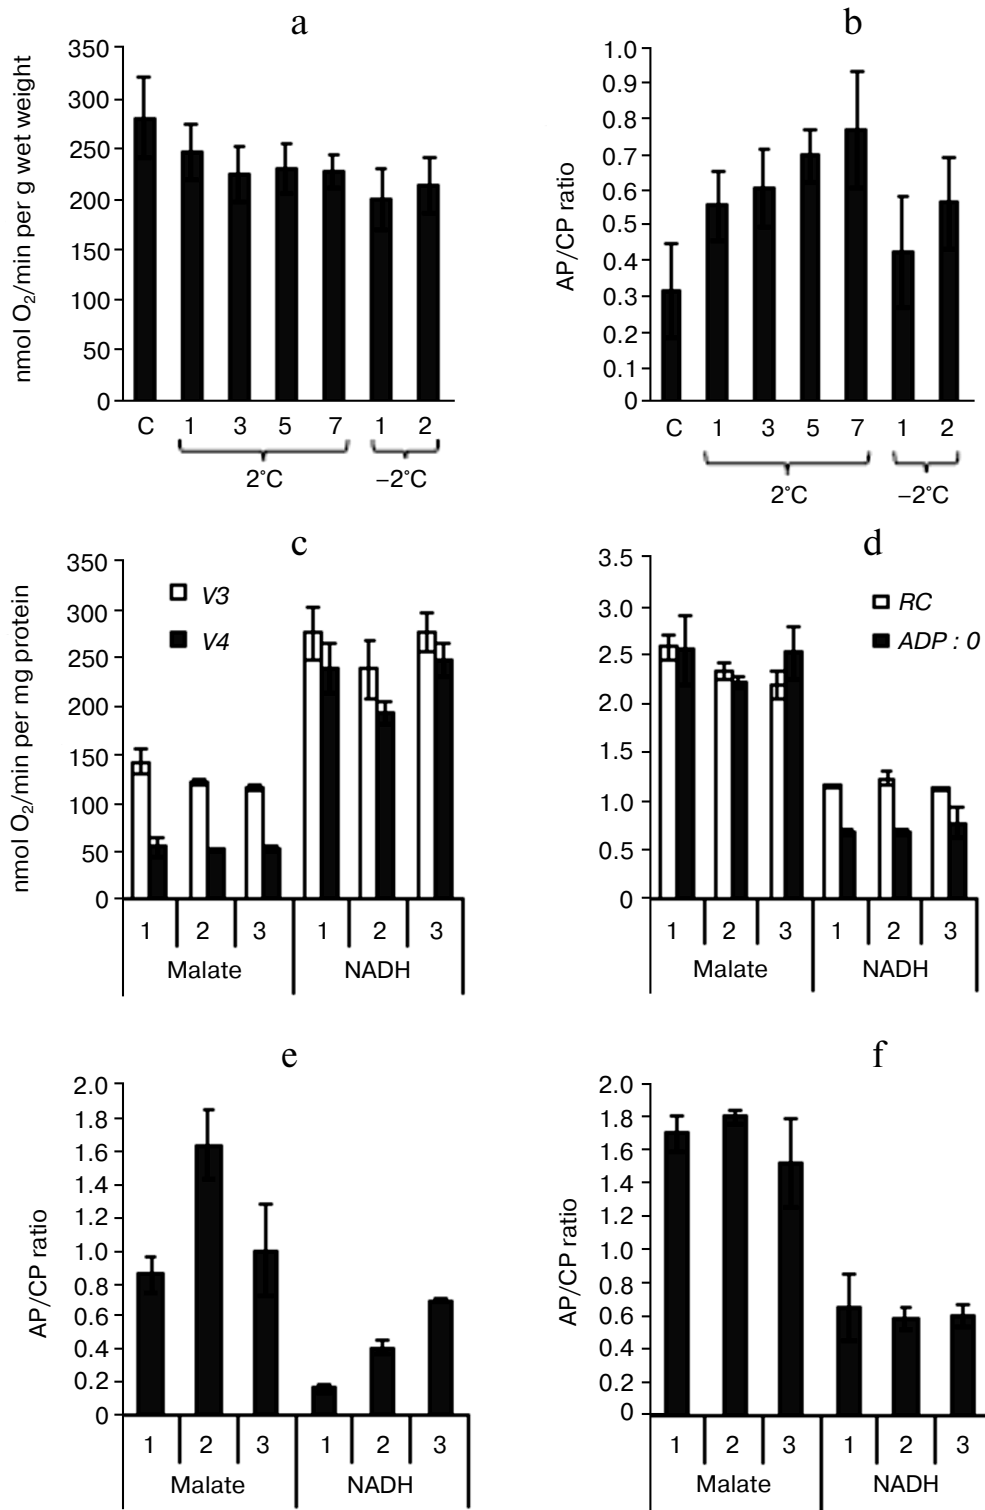 a
nmol O₂/min per g wet weight
350
300
250
200
150
100
50
0
C 1 3 5 7 1 2
2°C −2°C
b
AP/CP ratio
1.0
0.9
0.8
0.7
0.6
0.5
0.4
0.3
0.2
0.1
0
C 1 3 5 7 1 2
2°C −2°C
c
nmol O₂/min per mg protein
350
300
250
200
150
100
50
0
V3
V4
1 2 3 1 2 3
Malate NADH
d
3.5
3.0
2.5
2.0
1.5
1.0
0.5
0
RC
ADP : 0
1 2 3 1 2 3
Malate NADH
e
AP/CP ratio
2.0
1.8
1.6
1.4
1.2
1.0
0.8
0.6
0.4
0.2
0
1 2 3 1 2 3
Malate NADH
f
AP/CP ratio
2.0
1.8
1.6
1.4
1.2
1.0
0.8
0.6
0.4
0.2
0
1 2 3 1 2 3
Malate NADH